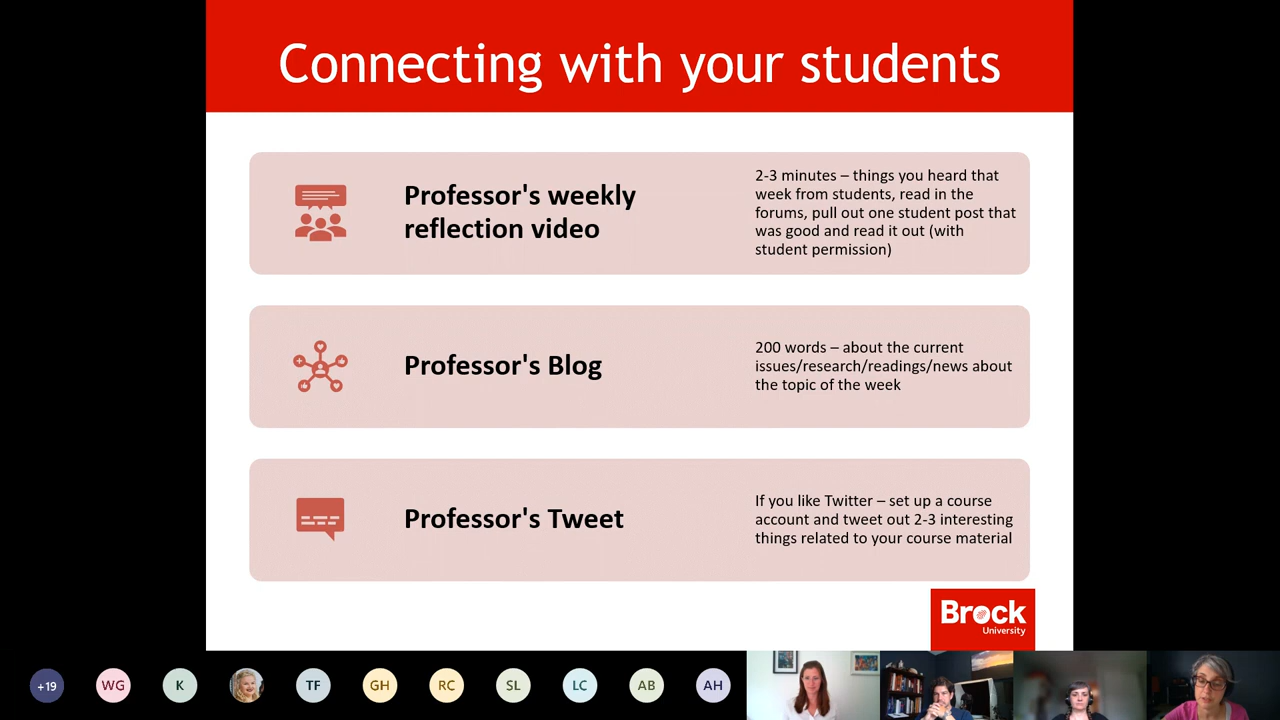 Connecting with your students
Professor's weekly
reflection video
2-3 minutes – things you heard that
week from students, read in the
forums, pull out one student post that
was good and read it out (with
student permission)
Professor's Blog
200 words – about the current
issues/research/readings/news about
the topic of the week
Professor's Tweet
If you like Twitter – set up a course
account and tweet out 2-3 interesting
things related to your course material
Brock
University
+19 WG K TF GH RC SL LC AB AH